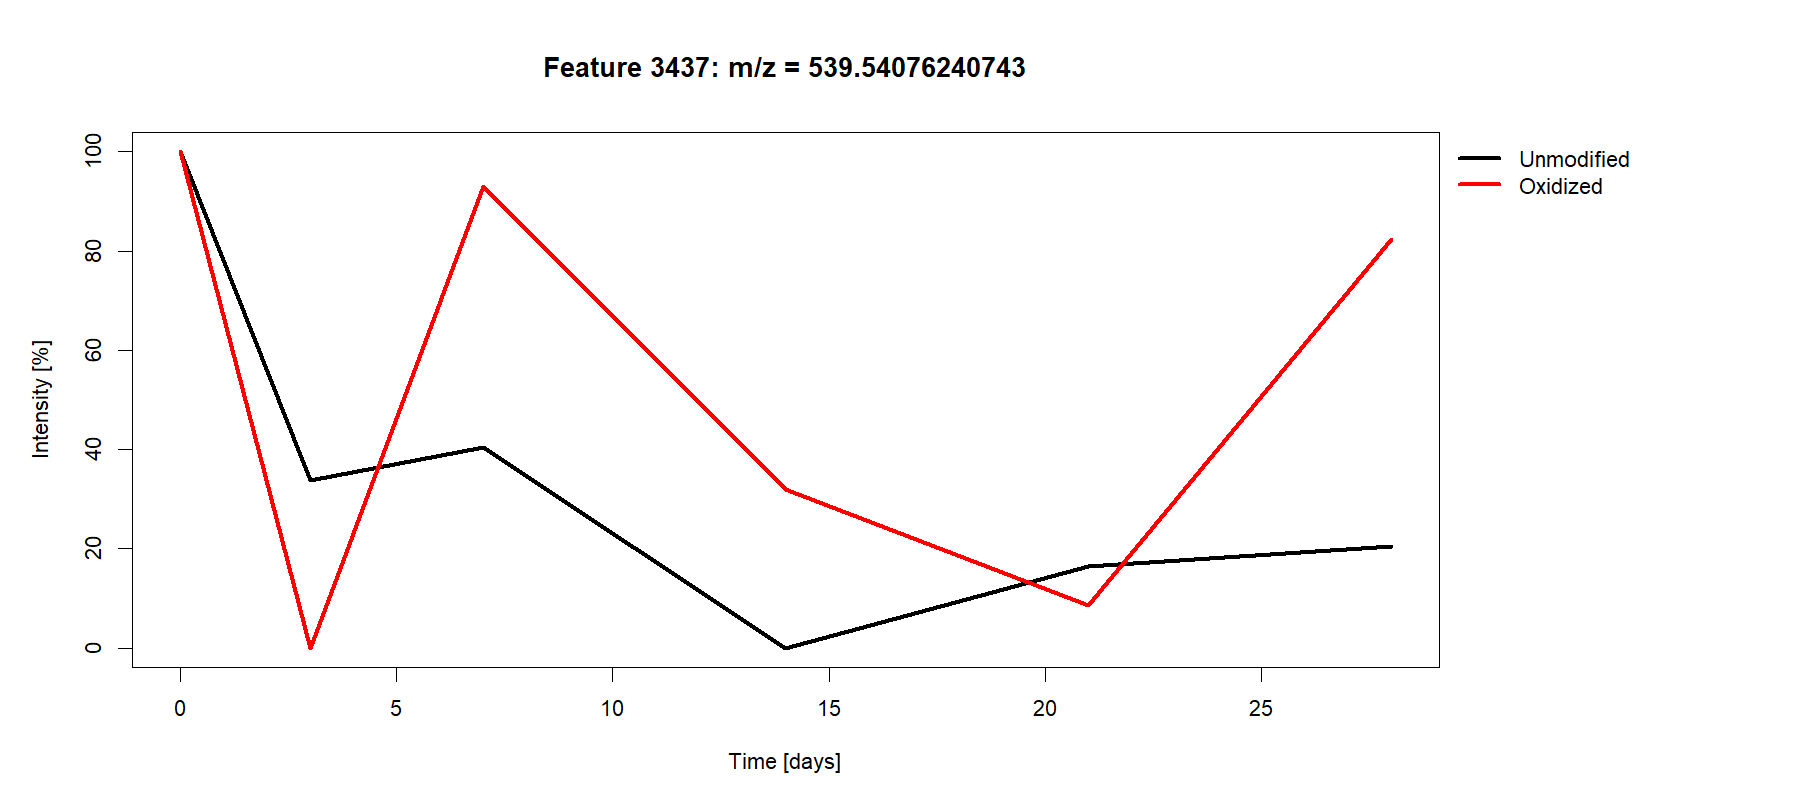 Feature 3437: m/z = 539.54076240743
Unmodified
Oxidized
Intensity [%]
100
80
60
40
20
0
0 5 10 15 20 25
Time [days]